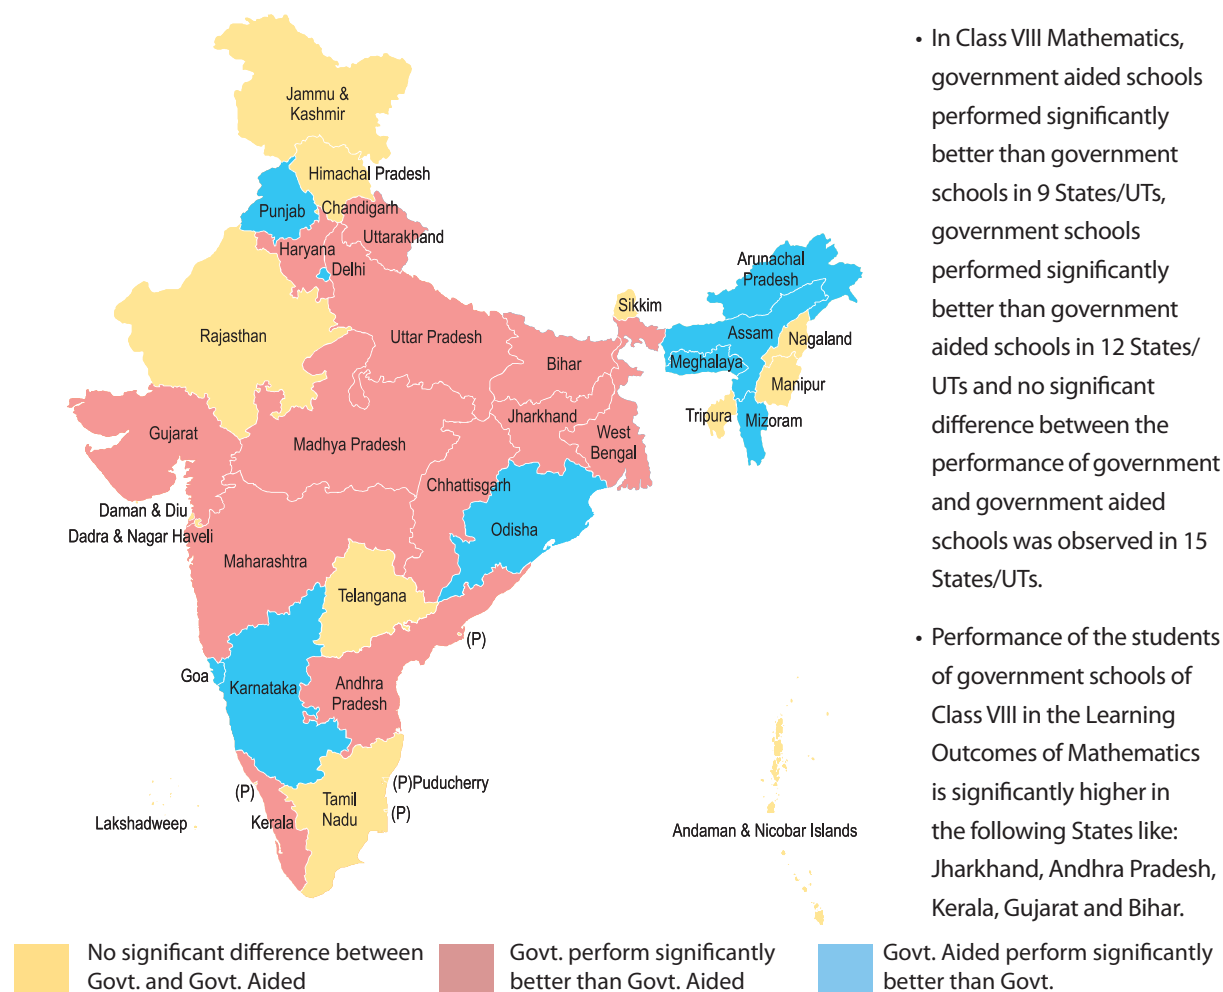 Jammu &
Kashmir
Himachal Pradesh
Punjab
Chandigarh
Uttarakhand
Haryana
Delhi
Arunachal
Pradesh
Sikkim
Rajasthan
Uttar Pradesh
Assam
Nagaland
Bihar
Meghalaya
Manipur
Jharkhand
Tripura
Mizoram
Gujarat
Madhya Pradesh
West
Bengal
Chhattisgarh
Daman & Diu
Odisha
Dadra & Nagar Haveli
Maharashtra
Telangana
(P)
Goa
Karnataka
Andhra
Pradesh
(P)
(P)Puducherry
Tamil
Nadu
(P)
Lakshadweep
Kerala
Andaman & Nicobar Islands
• In Class VIII Mathematics,
government aided schools
performed significantly
better than government
schools in 9 States/UTs,
government schools
performed significantly
better than government
aided schools in 12 States/
UTs and no significant
difference between the
performance of government
and government aided
schools was observed in 15
States/UTs.
• Performance of the students
of government schools of
Class VIII in the Learning
Outcomes of Mathematics
is significantly higher in
the following States like:
Jharkhand, Andhra Pradesh,
Kerala, Gujarat and Bihar.
No significant difference between
Govt. and Govt. Aided
Govt. perform significantly
better than Govt. Aided
Govt. Aided perform significantly
better than Govt.